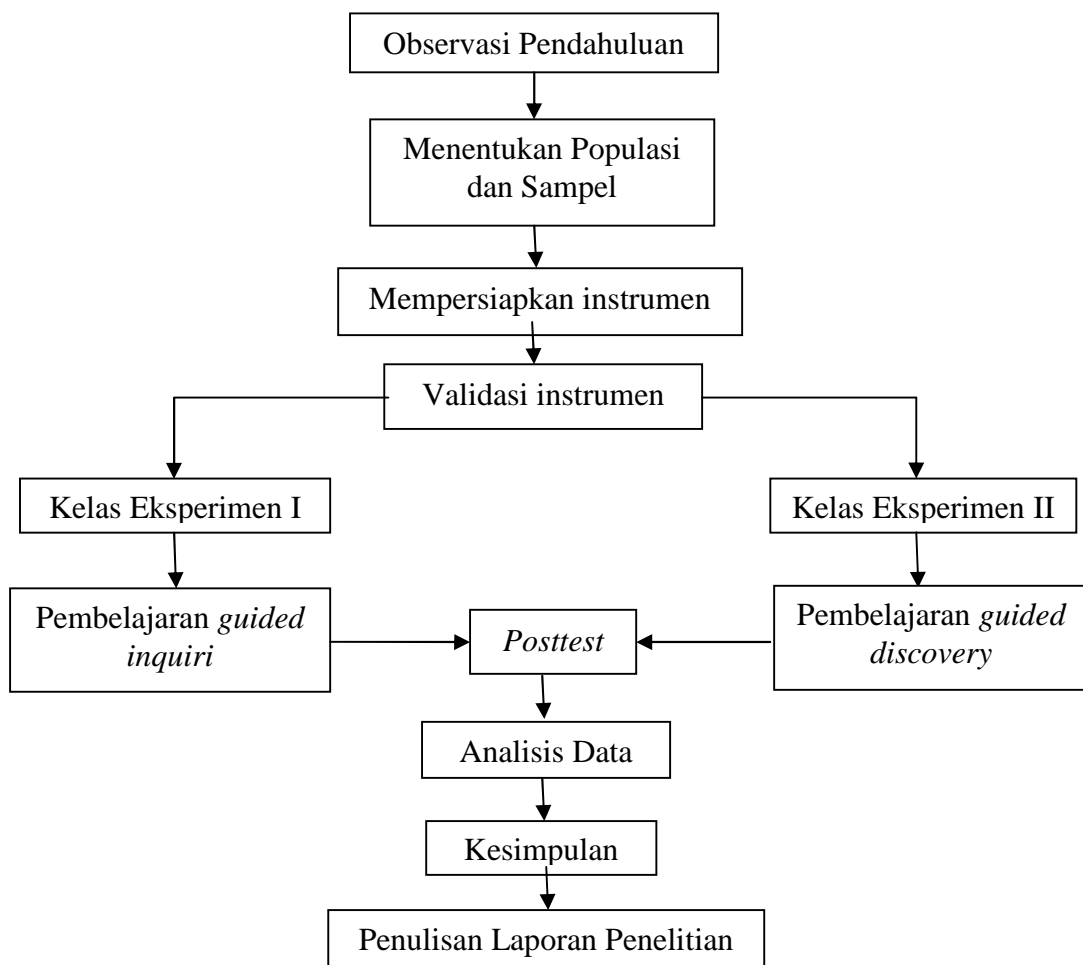 Observasi Pendahuluan
Menentukan Populasi
dan Sampel
Mempersiapkan instrumen
Validasi instrumen
Kelas Eksperimen I
Kelas Eksperimen II
Pembelajaran guided
inquiri
Posttest
Pembelajaran guided
discovery
Analisis Data
Kesimpulan
Penulisan Laporan Penelitian